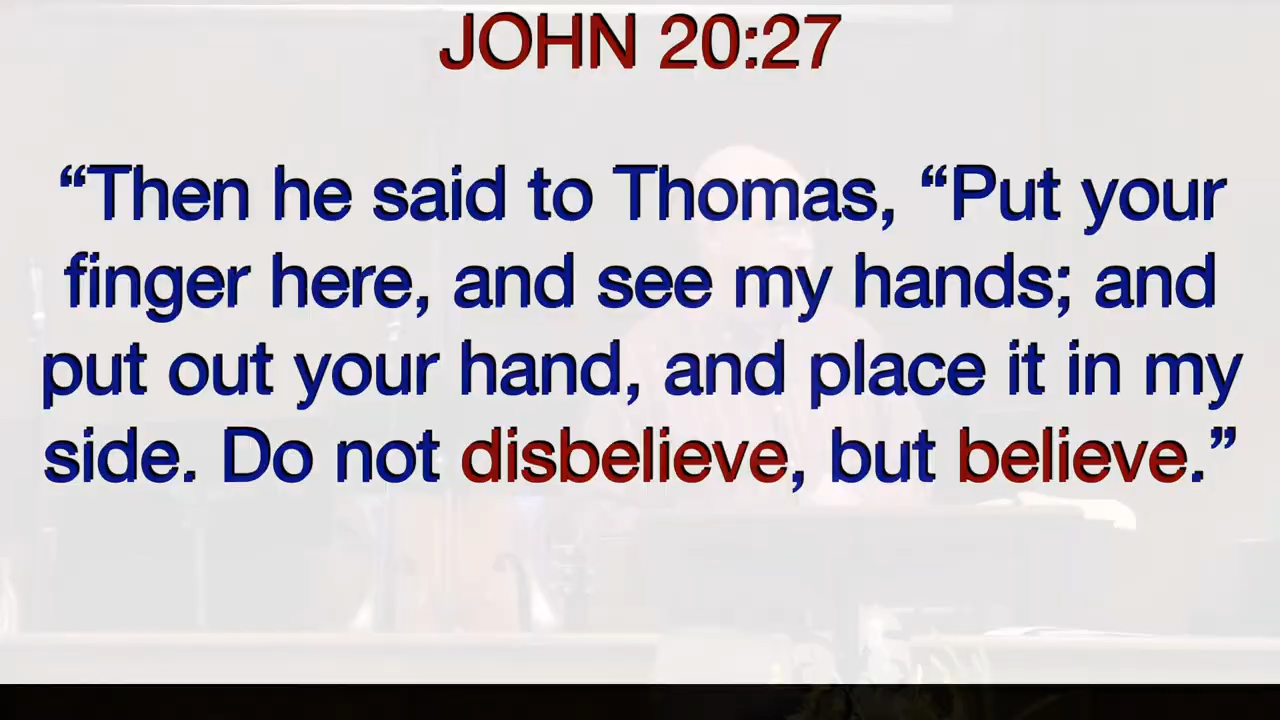 JOHN 20:27
“Then he said to Thomas, “Put your
finger here, and see my hands; and
put out your hand, and place it in my
side. Do not disbelieve, but believe.”